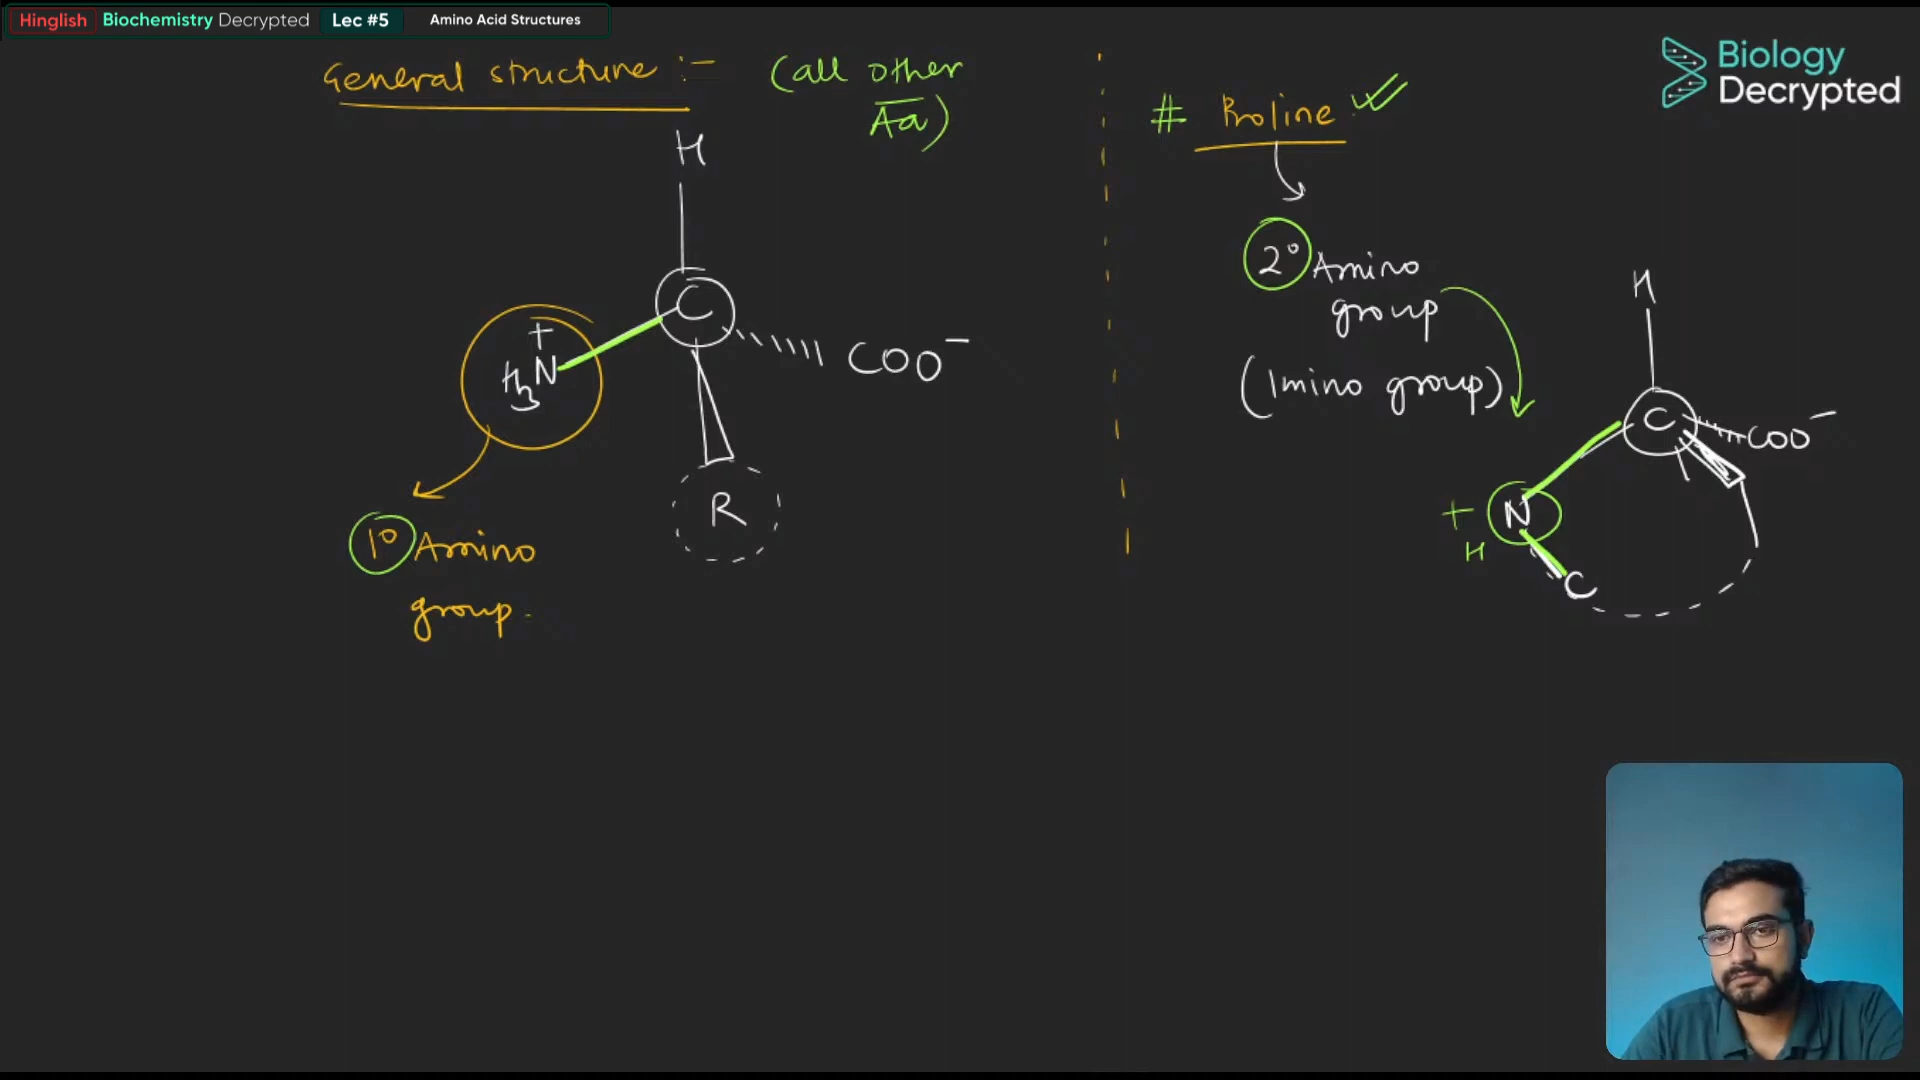 Hinglish Biochemistry Decrypted Lec #5 Amino Acid Structures
Biology
Decrypted
General structure :- (all other
Aa)
H
C
+
H3N
COO-
R
1° Amino
group.
# Proline
2° Amino
group
(Imino group)
H
C
COO-
+ N
H
C